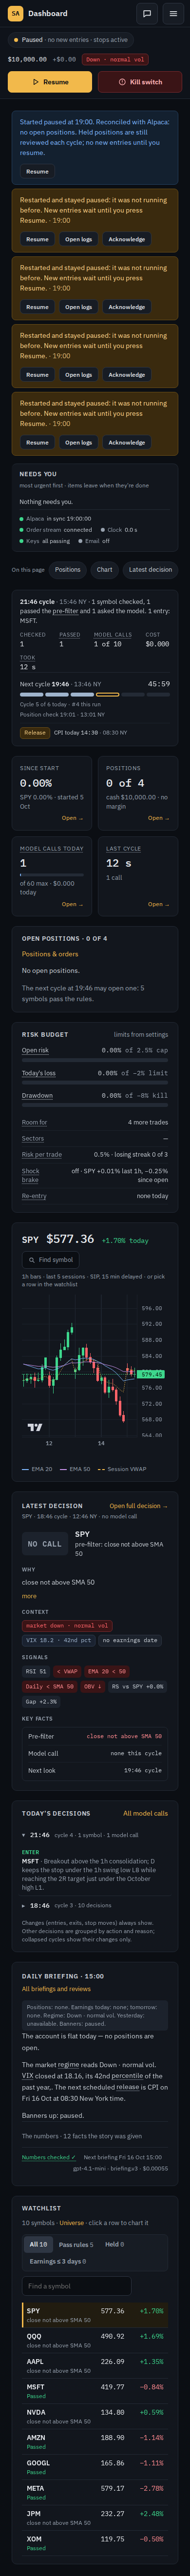 SA Dashboard
Paused · no new entries · stops active
$10,000.00 +$0.00 Down · normal vol
Resume Kill switch
Started paused at 19:00. Reconciled with Alpaca: no open positions. Held positions are still reviewed each cycle; no new entries until you resume.
Resume
Restarted and stayed paused: it was not running before. New entries wait until you press Resume. · 19:00
Resume Open logs Acknowledge
Restarted and stayed paused: it was not running before. New entries wait until you press Resume. · 19:00
Resume Open logs Acknowledge
Restarted and stayed paused: it was not running before. New entries wait until you press Resume. · 19:00
Resume Open logs Acknowledge
Restarted and stayed paused: it was not running before. New entries wait until you press Resume. · 19:00
Resume Open logs Acknowledge
NEEDS YOU
most urgent first · items leave when they're done
Nothing needs you.
Alpaca in sync 19:00:00
Order stream connected Clock 0.0 s
Keys all passing Email off
On this page Positions Chart Latest decision
21:46 cycle · 15:46 NY · 1 symbol checked, 1 passed the pre-filter and 1 asked the model. 1 entry: MSFT.
CHECKED PASSED MODEL CALLS COST
1 1 1 of 10 $0.000
TOOK
12 s
Next cycle 19:46 · 13:46 NY 45:59
Cycle 5 of 6 today · #4 this run
Position check 19:01 · 13:01 NY
Release CPI today 14:30 · 08:30 NY
SINCE START
0.00%
SPY 0.00% · started 5 Oct
Open →
POSITIONS
0 of 4
cash $10,000.00 · no margin
Open →
MODEL CALLS TODAY
1
of 60 max · $0.000 today
Open →
LAST CYCLE
12 s
1 call
Open →
OPEN POSITIONS · 0 OF 4
Positions & orders
No open positions.
The next cycle at 19:46 may open one: 5 symbols pass the rules.
RISK BUDGET limits from settings
Open risk 0.00% of 2.5% cap
Today's loss 0.00% of −2% limit
Drawdown 0.00% of −8% kill
Room for 4 more trades
Sectors —
Risk per trade 0.5% · losing streak 0 of 3
Shock brake off · SPY +0.01% last 1h, −0.25% since open
Re-entry none today
SPY $577.36 +1.70% today
Find symbol
1h bars · last 5 sessions · SIP, 15 min delayed · or pick a row in the watchlist
596.00
592.00
588.00
584.00
579.45
576.00
572.00
568.00
564.00
12 14
EMA 20 EMA 50 Session VWAP
LATEST DECISION Open full decision →
SPY · 18:46 cycle · 12:46 NY · no model call
NO CALL
SPY
pre-filter: close not above SMA 50
WHY
close not above SMA 50
more
CONTEXT
market down · normal vol
VIX 18.2 · 42nd pct no earnings date
SIGNALS
RSI 51 < VWAP EMA 20 < 50
Daily < SMA 50 OBV ↓ RS vs SPY +0.0%
Gap +2.3%
KEY FACTS
Pre-filter close not above SMA 50
Model call none this cycle
Next look 19:46 cycle
TODAY'S DECISIONS All model calls
▾ 21:46 cycle 4 · 1 symbol · 1 model call
ENTER
MSFT · Breakout above the 1h consolidation; D keeps the stop under the 1h swing low L8 while reaching the 2R target just under the October high L1.
▸ 18:46 cycle 3 · 10 decisions
Changes (entries, exits, stop moves) always show. Other decisions are grouped by action and reason; collapsed cycles show their changes only.
DAILY BRIEFING · 15:00
All briefings and reviews
Positions: none. Earnings today: none; tomorrow: none. Regime: Down · normal vol. Yesterday: unavailable. Banners: paused.
The account is flat today — no positions are open.
The market regime reads Down · normal vol. VIX closed at 18.16, its 42nd percentile of the past year,. The next scheduled release is CPI on Fri 16 Oct at 08:30 New York time.
Banners up: paused.
The numbers · 12 facts the story was given
Numbers checked ✓ Next briefing Fri 16 Oct 15:00
gpt-4.1-mini · briefing-v3 · $0.00055
WATCHLIST
10 symbols · Universe · click a row to chart it
All 10 Pass rules 5 Held 0
Earnings ≤ 3 days 0
Find a symbol
SPY 577.36 +1.70%
close not above SMA 50
QQQ 490.92 +1.69%
close not above SMA 50
AAPL 226.09 +1.35%
close not above SMA 50
MSFT 419.77 −0.84%
Passed
NVDA 134.80 +0.59%
close not above SMA 50
AMZN 188.90 −1.14%
Passed
GOOGL 165.86 −1.11%
Passed
META 579.17 −2.78%
Passed
JPM 232.27 +2.48%
close not above SMA 50
XOM 119.75 −0.50%
Passed